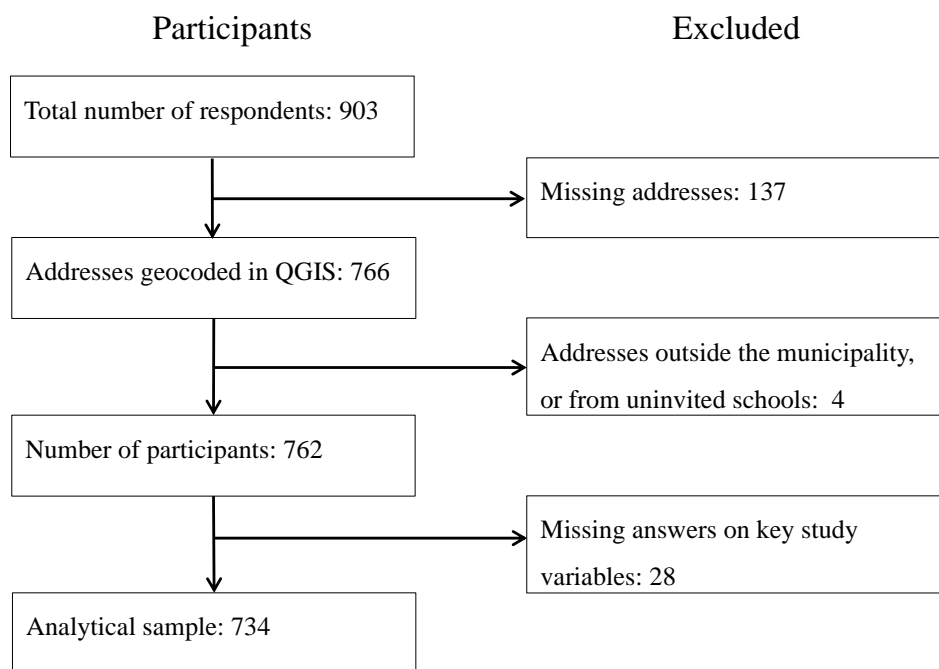 Participants
Excluded
Total number of respondents: 903
Missing addresses: 137
Addresses geocoded in QGIS: 766
Addresses outside the municipality,
or from uninvited schools:  4
Number of participants: 762
Missing answers on key study
variables: 28
Analytical sample: 734